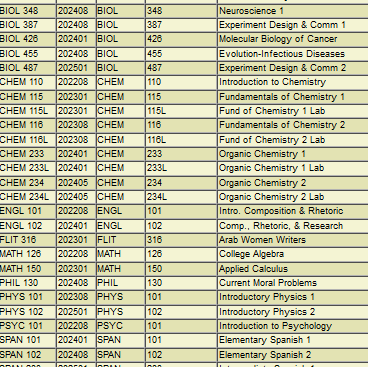 BIOL 348 202408 BIOL 348 Neuroscience 1
BIOL 387 202308 BIOL 387 Experiment Design & Comm 1
BIOL 426 202401 BIOL 426 Molecular Biology of Cancer
BIOL 455 202408 BIOL 455 Evolution-Infectious Diseases
BIOL 487 202501 BIOL 487 Experiment Design & Comm 2
CHEM 110 202208 CHEM 110 Introduction to Chemistry
CHEM 115 202301 CHEM 115 Fundamentals of Chemistry 1
CHEM 115L 202301 CHEM 115L Fund of Chemistry 1 Lab
CHEM 116 202308 CHEM 116 Fundamentals of Chemistry 2
CHEM 116L 202308 CHEM 116L Fund of Chemistry 2 Lab
CHEM 233 202401 CHEM 233 Organic Chemistry 1
CHEM 233L 202401 CHEM 233L Organic Chemistry 1 Lab
CHEM 234 202405 CHEM 234 Organic Chemistry 2
CHEM 234L 202405 CHEM 234L Organic Chemistry 2 Lab
ENGL 101 202208 ENGL 101 Intro. Composition & Rhetoric
ENGL 102 202401 ENGL 102 Comp., Rhetoric, & Research
FLIT 316 202301 FLIT 316 Arab Women Writers
MATH 126 202208 MATH 126 College Algebra
MATH 150 202301 MATH 150 Applied Calculus
PHIL 130 202408 PHIL 130 Current Moral Problems
PHYS 101 202308 PHYS 101 Introductory Physics 1
PHYS 102 202501 PHYS 102 Introductory Physics 2
PSYC 101 202208 PSYC 101 Introduction to Psychology
SPAN 101 202401 SPAN 101 Elementary Spanish 1
SPAN 102 202408 SPAN 102 Elementary Spanish 2